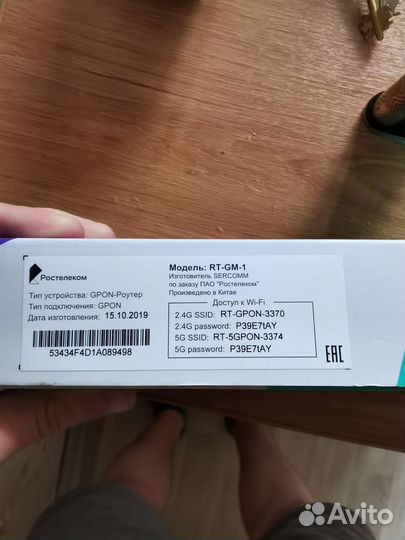 Ростелеком
Тип устройства: GPON-Роутер
Тип подключения: GPON
Дата изготовления: 15.10.2019
53434F4D1A089498
Модель: RT-GM-1
Изготовитель SERCOMM
по заказу ПАО "Ростелеком"
Произведено в Китае
Доступ к Wi-Fi
2.4G SSID: RT-GPON-3370
2.4G password: P39E7tAY
5G SSID: RT-5GPON-3374
5G password: P39E7tAY
EAC
Avito